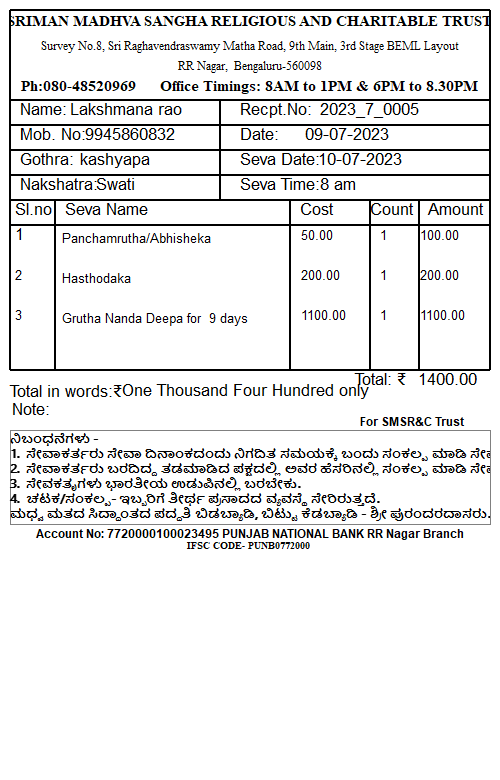 SRIMAN MADHVA SANGHA RELIGIOUS AND CHARITABLE TRUST
Survey No.8, Sri Raghavendraswamy Matha Road, 9th Main, 3rd Stage BEML Layout
RR Nagar, Bengaluru-560098
Ph:080-48520969 Office Timings: 8AM to 1PM & 6PM to 8.30PM
Name: Lakshmana rao Recpt.No: 2023_7_0005
Mob. No:9945860832 Date: 09-07-2023
Gothra: kashyapa Seva Date:10-07-2023
Nakshatra:Swati Seva Time:8 am
Sl.no Seva Name Cost Count Amount
1 Panchamrutha/Abhisheka 50.00 1 100.00
2 Hasthodaka 200.00 1 200.00
3 Grutha Nanda Deepa for 9 days 1100.00 1 1100.00
Total: ₹ 1400.00
Total in words:₹One Thousand Four Hundred only
Note:
For SMSR&C Trust
ನಿಬಂಧನೆಗಳು -
1. ಸೇವಾಕರ್ತರು ಸೇವಾ ದಿನಾಂಕದಂದು ನಿಗದಿತ ಸಮಯಕ್ಕೆ ಬಂದು ಸಂಕಲ್ಪ ಮಾಡಿ
2. ಸೇವಾಕರ್ತರು ಬರದಿದ್ದ ತಡಮಾಡಿದ ಪಕ್ಷದಲ್ಲಿ ಅವರ ಹೆಸರಿನಲ್ಲಿ ಸಂಕಲ್ಪ ಮಾಡಿ
3. ಸೇವಕತೃಗಳು ಭಾರತೀಯ ಉಡುಪಿನಲ್ಲಿ ಬರಬೇಕು.
4. ಚಟಕ/ಸಂಕಲ್ಪ- ಇಬ್ಬರಿಗೆ ತೀರ್ಥ ಪ್ರಸಾದದ ವ್ಯವಸ್ಥೆ ಸೇರಿರುತ್ತದೆ.
ಮಧ್ವ ಮತದ ಸಿದ್ಧಾಂತದ ಪದ್ಧತಿ ಬಿಡಬ್ಯಾಡಿ, ಬಿಟ್ಟು ಕೆಡಬ್ಯಾಡಿ - ಶ್ರೀ ಪುರಂದರದಾಸರು.
Account No: 7720000100023495 PUNJAB NATIONAL BANK RR Nagar Branch
IFSC CODE- PUNB0772000